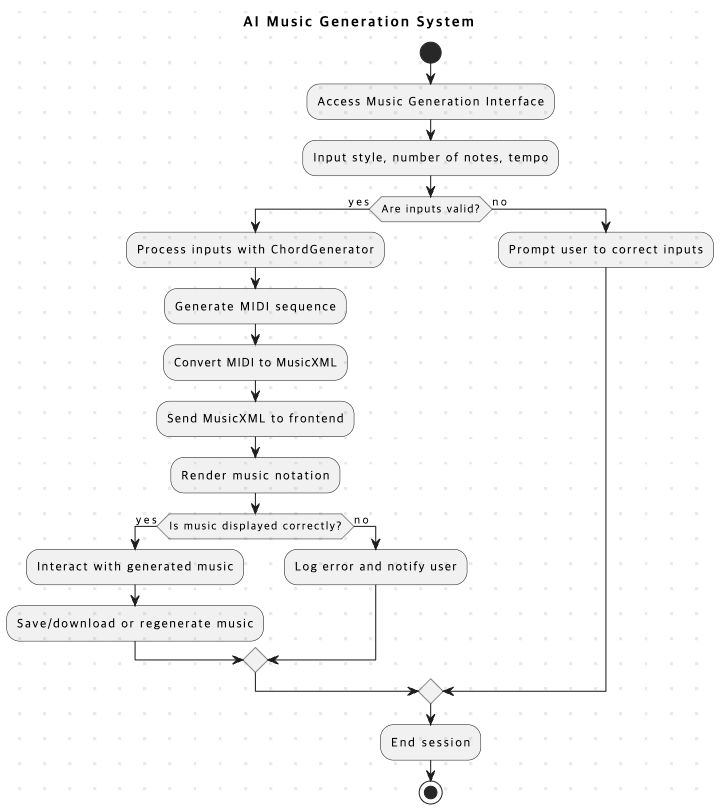 AI Music Generation System
Access Music Generation Interface
Input style, number of notes, tempo
yes
Are inputs valid?
no
Process inputs with ChordGenerator
Prompt user to correct inputs
Generate MIDI sequence
Convert MIDI to MusicXML
Send MusicXML to frontend
Render music notation
yes
Is music displayed correctly?
no
Interact with generated music
Log error and notify user
Save/download or regenerate music
End session